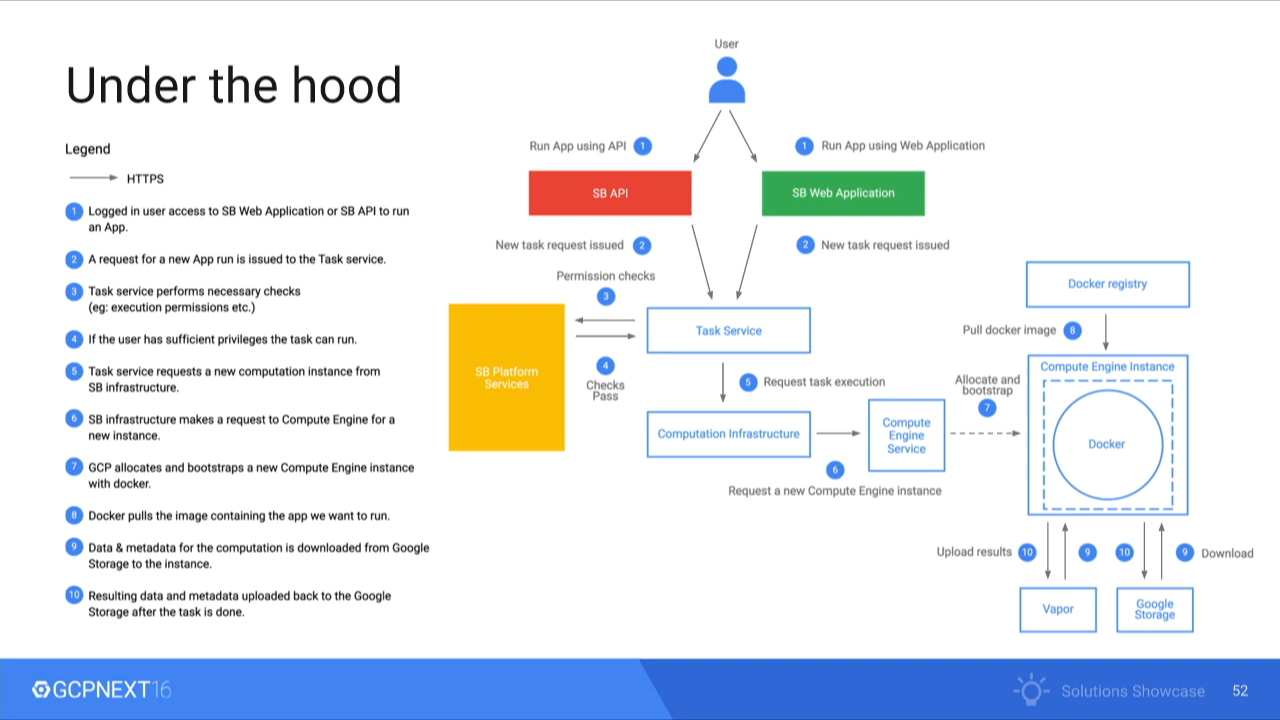 Under the hood
Legend
HTTPS
1 Logged in user access to SB Web Application or SB API to run
an App.
2 A request for a new App run is issued to the Task service.
3 Task service performs necessary checks
(eg: execution permissions etc.)
4 If the user has sufficient privileges the task can run.
5 Task service requests a new computation instance from
SB infrastructure.
6 SB infrastructure makes a request to Compute Engine for a
new instance.
7 GCP allocates and bootstraps a new Compute Engine instance
with docker.
8 Docker pulls the image containing the app we want to run.
9 Data & metadata for the computation is downloaded from Google
Storage to the instance.
10 Resulting data and metadata uploaded back to the Google
Storage after the task is done.
User
Run App using API 1
1 Run App using Web Application
SB API
SB Web Application
New task request issued 2
2 New task request issued
Permission checks
3
SB Platform
Services
4
Checks
Pass
Task Service
5 Request task execution
Computation Infrastructure
6
Request a new Compute Engine instance
Compute
Engine
Service
Allocate and
bootstrap
7
Docker registry
Pull docker image 8
Compute Engine Instance
Docker
Upload results 10
9
10
9 Download
Vapor
Google
Storage
GCPNEXT16
Solutions Showcase 52